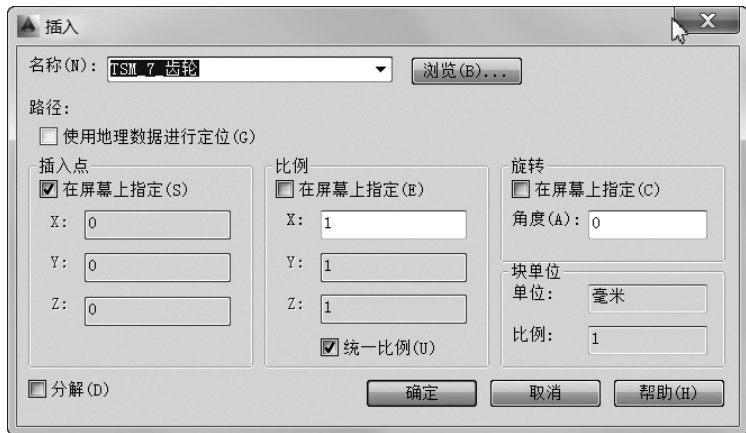 插入
名称(N): TSM_7_齿轮 浏览(B)...
路径:
使用地理数据进行定位(G)
插入点
在屏幕上指定(S)
X: 0
Y: 0
Z: 0
比例
在屏幕上指定(E)
X: 1
Y: 1
Z: 1
统一比例(U)
旋转
在屏幕上指定(C)
角度(A): 0
块单位
单位: 毫米
比例: 1
分解(D)
确定 取消 帮助(H)